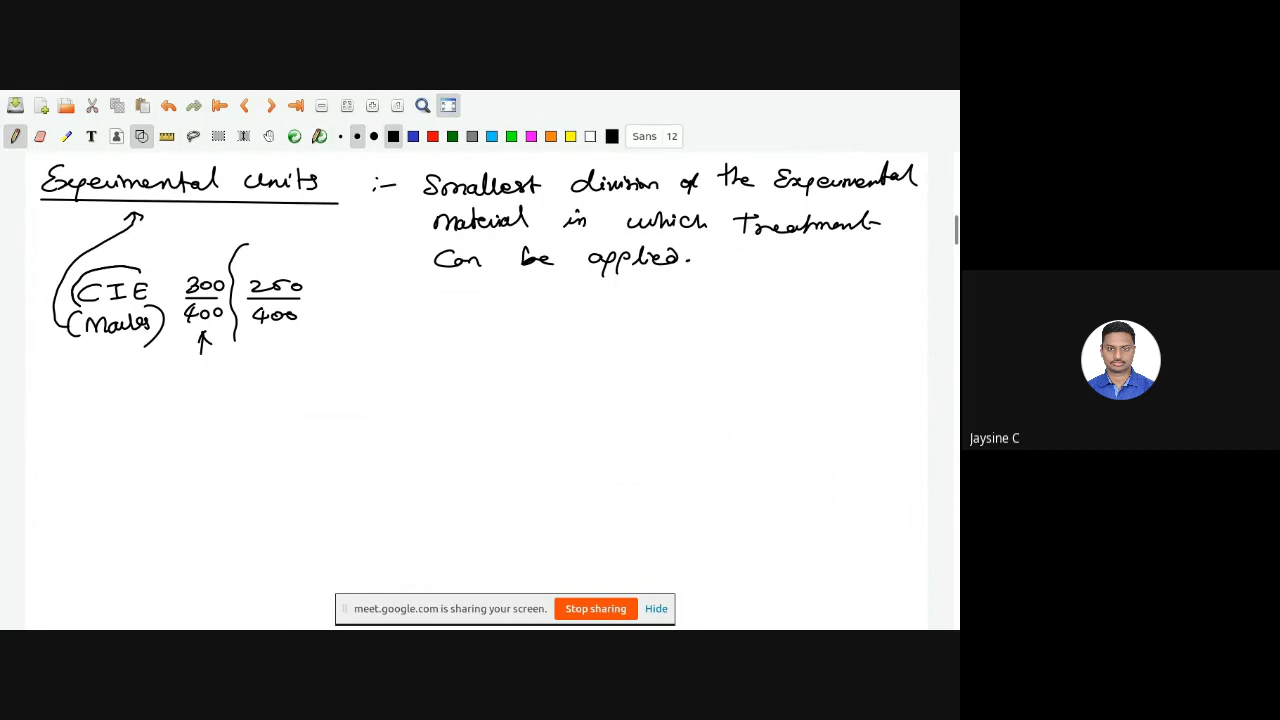 Sans 12
Experimental Units :- Smallest division of the Experimental
Material in which Treatment
Can be applied.
CIE 300/400 250/400
(Marks)
meet.google.com is sharing your screen. Stop sharing Hide
Jaysine C